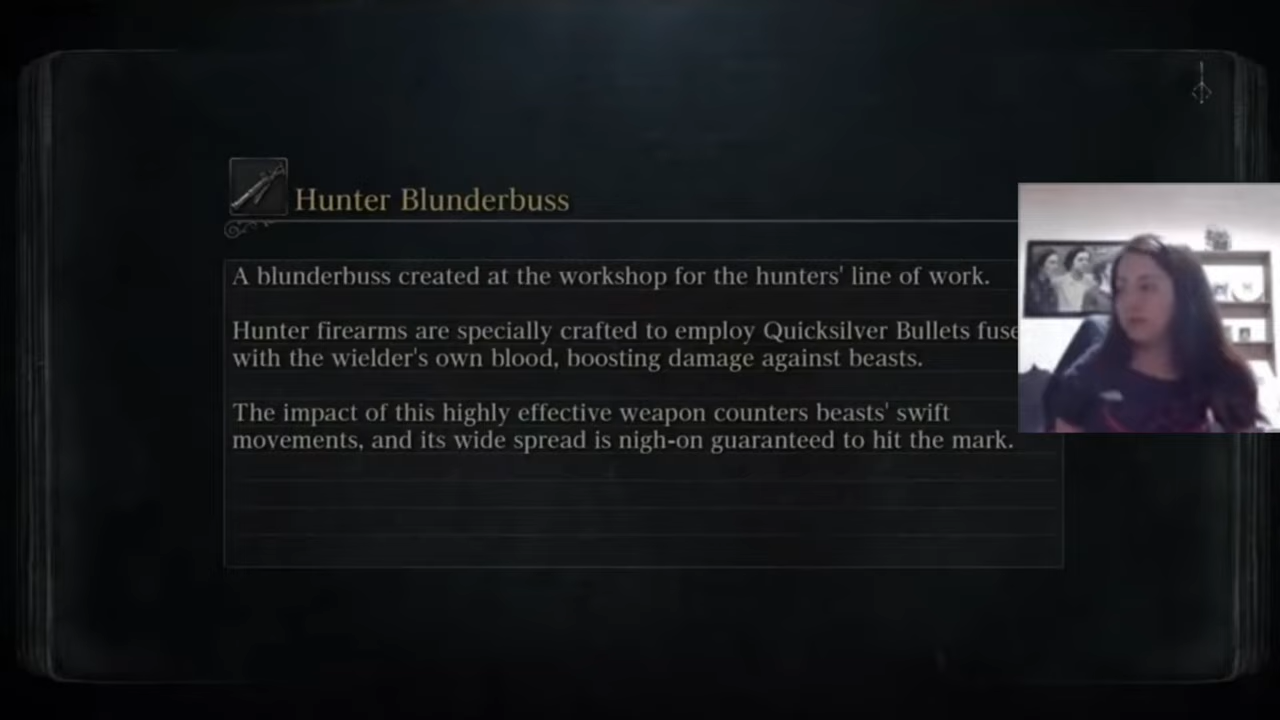 Hunter Blunderbuss
A blunderbuss created at the workshop for the hunters' line of work.
Hunter firearms are specially crafted to employ Quicksilver Bullets fuse
with the wielder's own blood, boosting damage against beasts.
The impact of this highly effective weapon counters beasts' swift
movements, and its wide spread is nigh-on guaranteed to hit the mark.